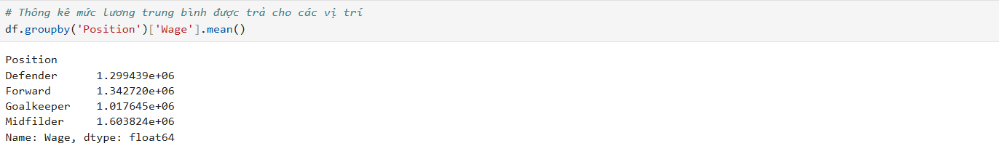 # Thông kê mức lương trung bình được trả cho các vị trí
df.groupby('Position')['Wage'].mean()
Position
Defender      1.299439e+06
Forward       1.342720e+06
Goalkeeper    1.017645e+06
Midfilder     1.603824e+06
Name: Wage, dtype: float64